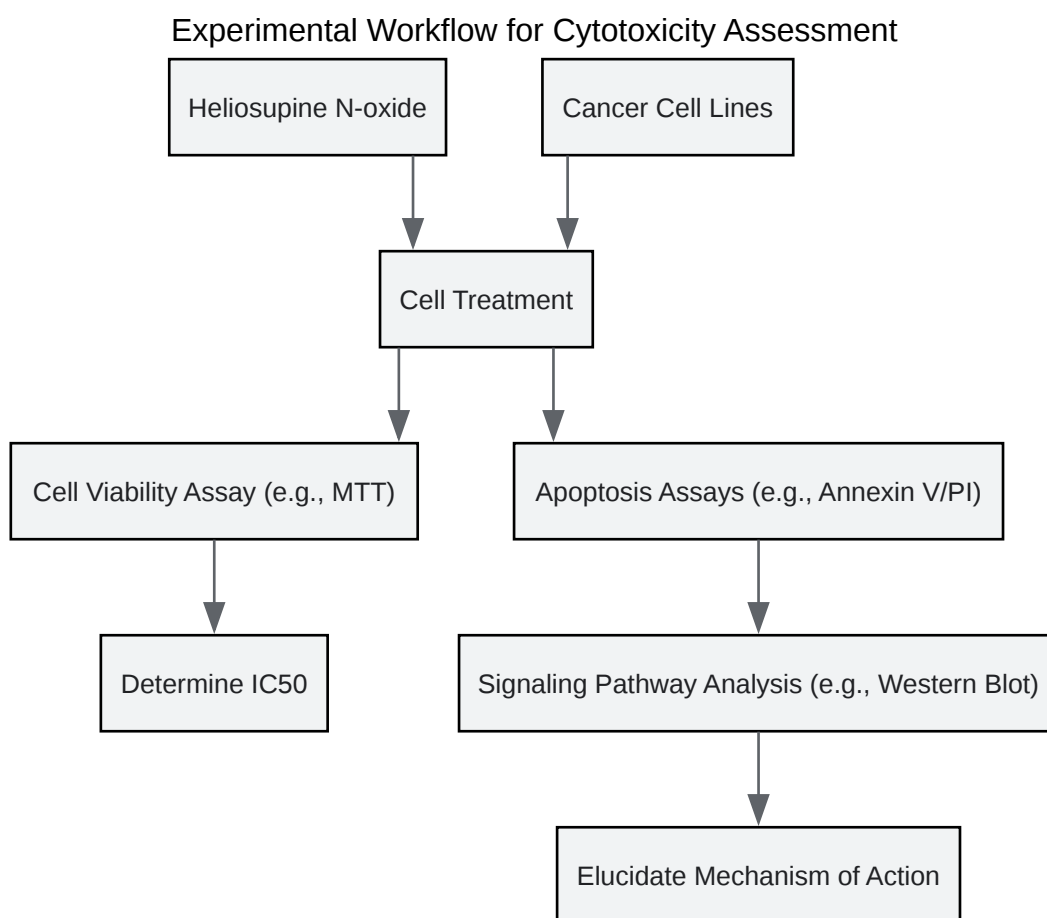 Experimental Workflow for Cytotoxicity Assessment
Heliosupine N-oxide
Cancer Cell Lines
Cell Treatment
Cell Viability Assay (e.g., MTT)
Apoptosis Assays (e.g., Annexin V/PI)
Determine IC50
Signaling Pathway Analysis (e.g., Western Blot)
Elucidate Mechanism of Action